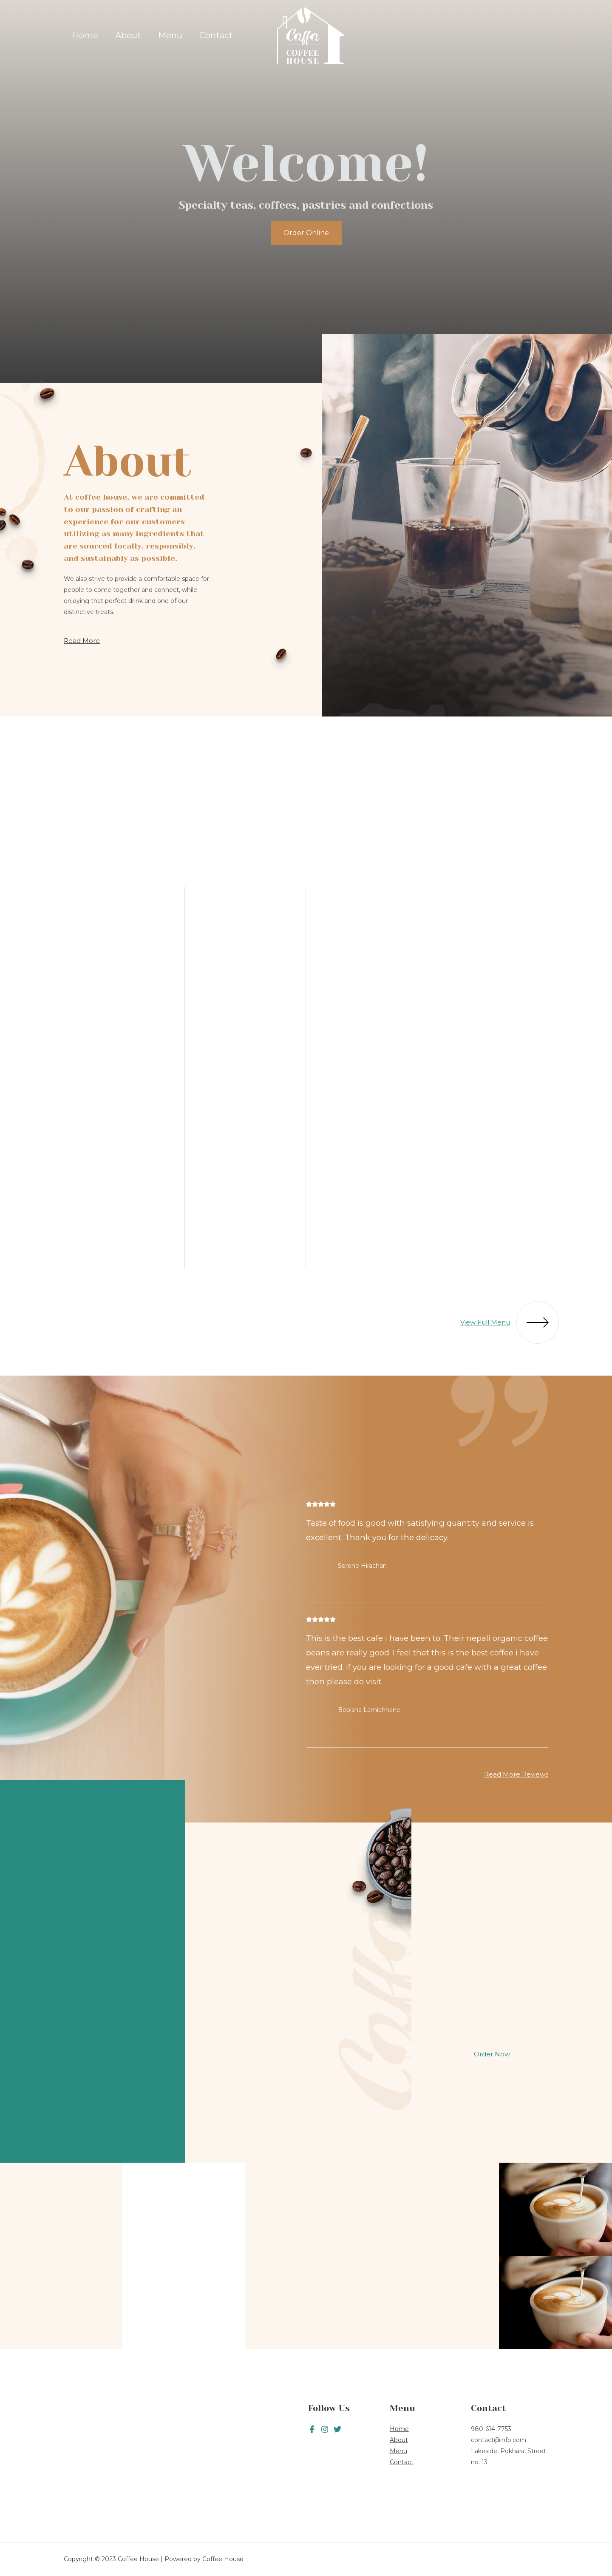 Home About Menu Contact
Caffa
COFFEE
HOUSE
Welcome!
Specialty teas, coffees, pastries and confections
Order Online
About
At coffee house, we are committed
to our passion of crafting an
experience for our customers -
utilizing as many ingredients that
are sourced locally, responsibly,
and sustainably as possible.
We also strive to provide a comfortable space for
people to come together and connect, while
enjoying that perfect drink and one of our
distinctive treats.
Read More
View Full Menu
Taste of food is good with satisfying quantity and service is
excellent. Thank you for the delicacy.
Serene Hirachan
This is the best cafe i have been to. Their nepali organic coffee
beans are really good. I feel that this is the best coffee i have
ever tried. If you are looking for a good cafe with a great coffee
then please do visit.
Bebisha Lamichhane
Read More Reviews
Caffa
Order Now
Follow Us
Menu
Home
About
Menu
Contact
Contact
980-614-7753
contact@info.com
Lakeside, Pokhara, Street
no. 13
Copyright © 2023 Coffee House | Powered by Coffee House